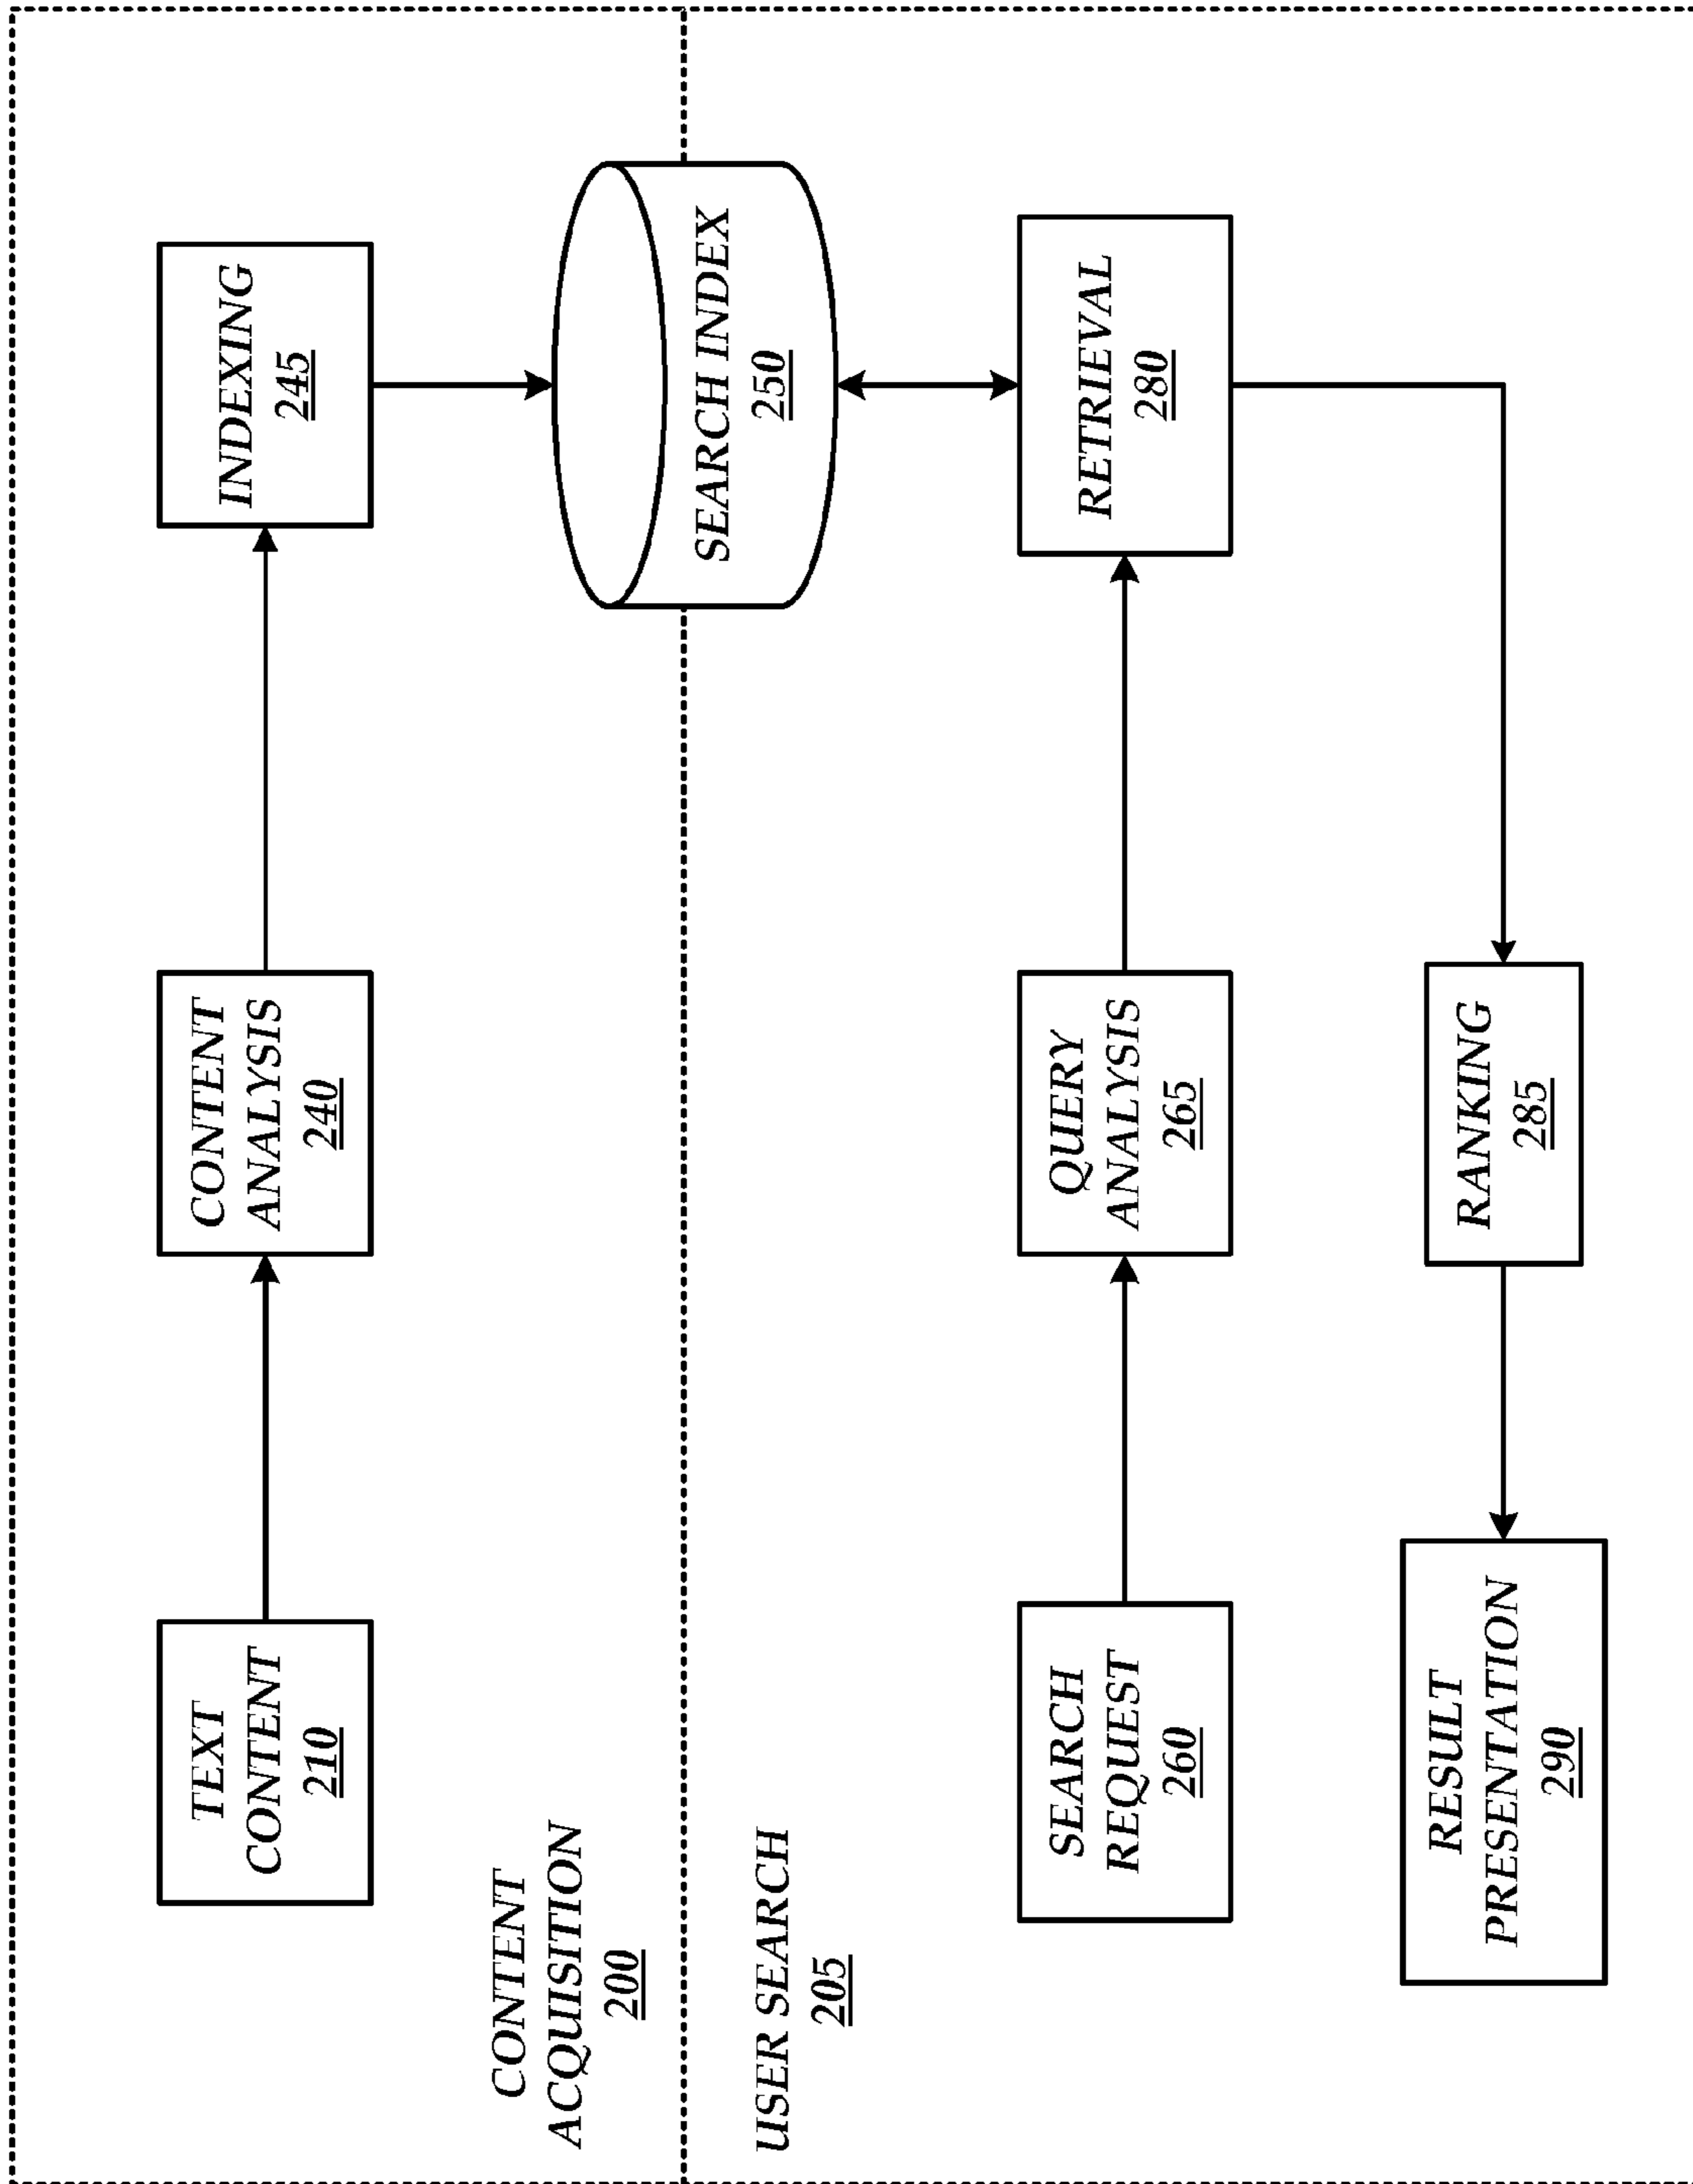 TEXT
CONTENT
210
CONTENT
ANALYSIS
240
INDEXING
245
CONTENT
ACQUISITION
200
SEARCH INDEX
250
USER SEARCH
205
SEARCH
REQUEST
260
QUERY
ANALYSIS
265
RETRIEVAL
280
RESULT
PRESENTATION
290
RANKING
285